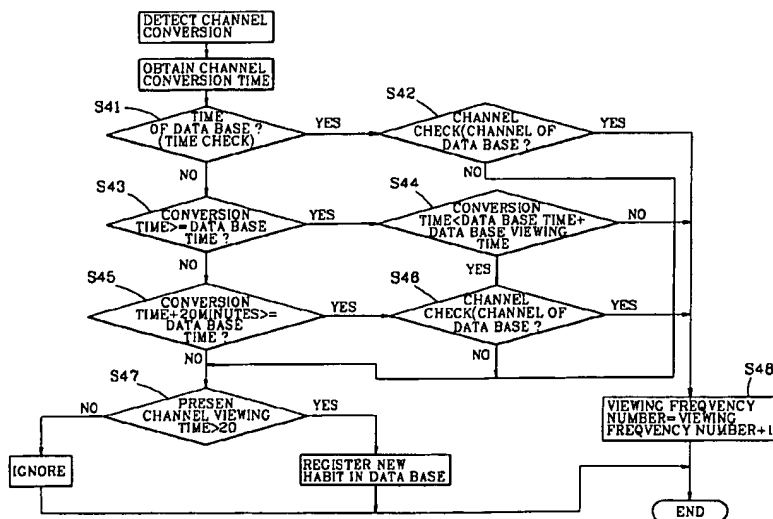 DETECT CHANNEL
CONVERSION
OBTAIN CHANNEL
CONVERSION TIME
S41
TIME
OF DATA BASE ?
(TIME CHECK)
YES
NO
S42
CHANNEL
CHECK(CHANNEL OF
DATA BASE ?
YES
NO
S43
CONVERSION
TIME>=DATA BASE
TIME ?
YES
NO
S44
CONVERSION
TIME<DATA BASE TIME+
DATA BASE VIEWING
TIME
NO
YES
S45
CONVERSION
TIME+20MINUTES>=
DATA BASE
TIME ?
YES
NO
S46
CHANNEL
CHECK(CHANNEL OF
DATA BASE ?
YES
NO
S47
PRESEN
CHANNEL VIEWING
TIME>20
NO
YES
S48
VIEWING FREQVENCY
NUMBER=VIEWING
FREQVENCY NUMBER+1
IGNORE
REGISTER NEW
HABIT IN DATA BASE
END